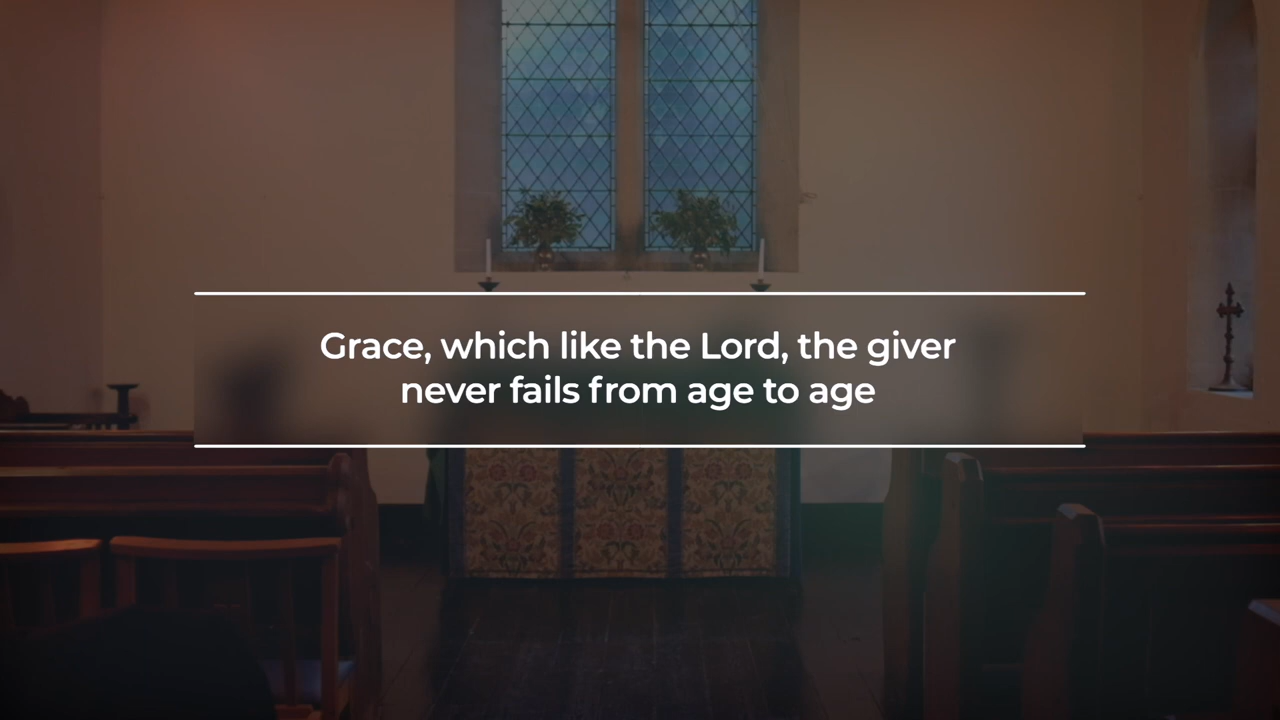 Grace, which like the Lord, the giver
never fails from age to age